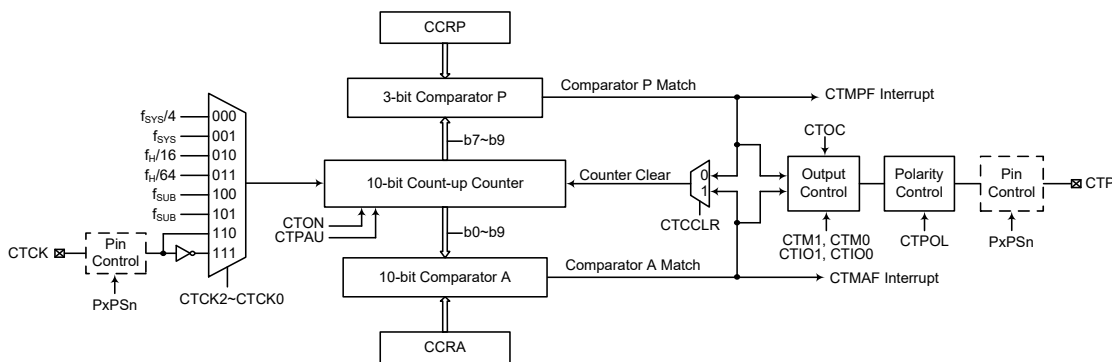 CCRP
3-bit Comparator P
Comparator P Match
CTMPF Interrupt
b7~b9
fSYS/4
fSYS
fH/16
fH/64
fSUB
fSUB
000
001
010
011
100
101
110
111
CTCK
Pin
Control
PxPSn
CTCK2~CTCK0
10-bit Count-up Counter
CTON
CTPAU
Counter Clear
0
1
CTCCLR
CTOC
Output
Control
CTM1, CTM0
CTIO1, CTIO0
Polarity
Control
CTPOL
Pin
Control
PxPSn
CTP
b0~b9
10-bit Comparator A
Comparator A Match
CTMAF Interrupt
CCRA